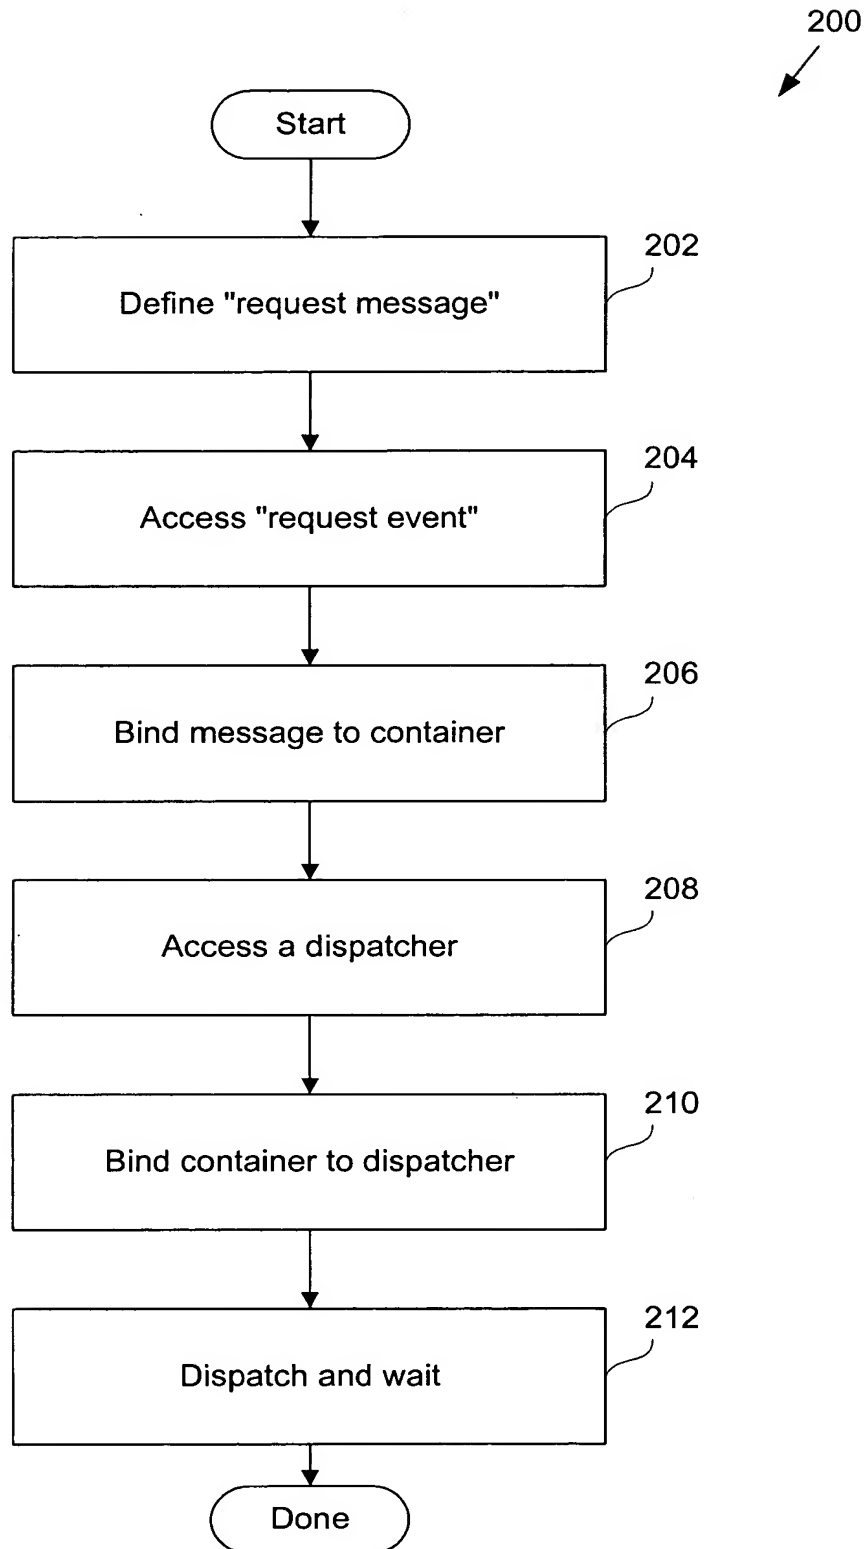 200
Start
202
Define "request message"
204
Access "request event"
206
Bind message to container
208
Access a dispatcher
210
Bind container to dispatcher
212
Dispatch and wait
Done